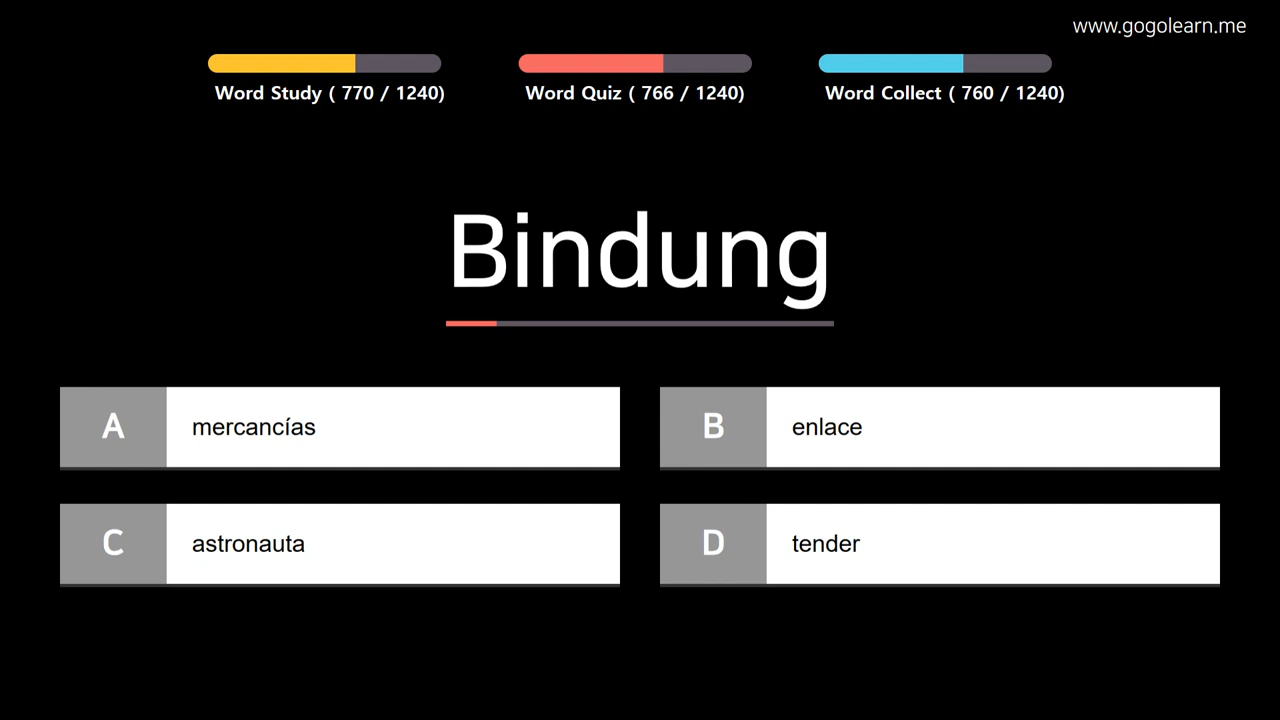 www.gogolearn.me
Word Study ( 770 / 1240)
Word Quiz ( 766 / 1240)
Word Collect ( 760 / 1240)
Bindung
A mercancías
B enlace
C astronauta
D tender